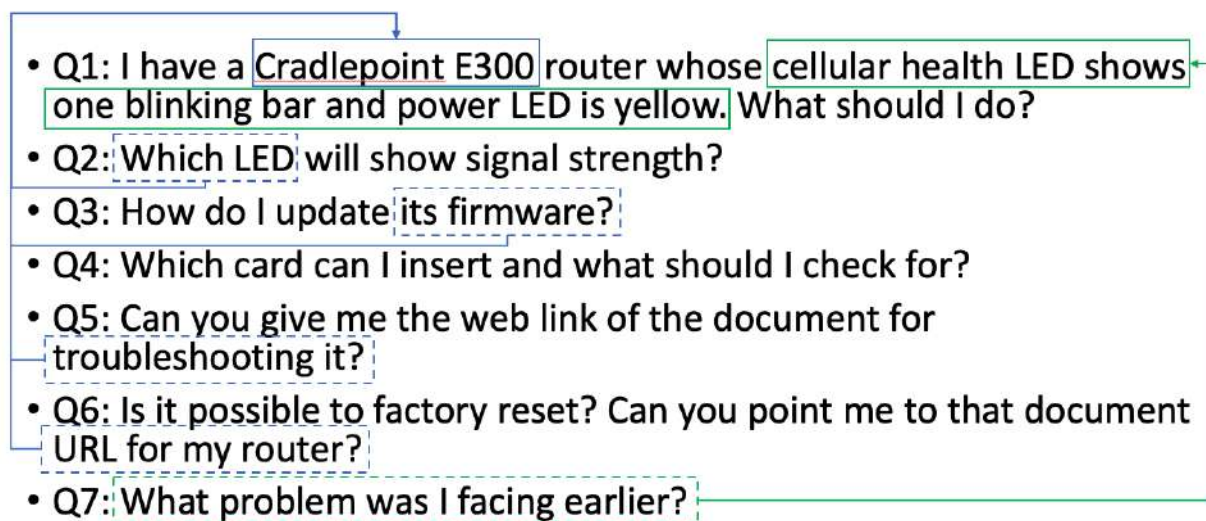 • Q1: I have a Cradlepoint E300 router whose cellular health LED shows
one blinking bar and power LED is yellow. What should I do?
• Q2: Which LED will show signal strength?
• Q3: How do I update its firmware?
• Q4: Which card can I insert and what should I check for?
• Q5: Can you give me the web link of the document for
troubleshooting it?
• Q6: Is it possible to factory reset? Can you point me to that document
URL for my router?
• Q7: What problem was I facing earlier?